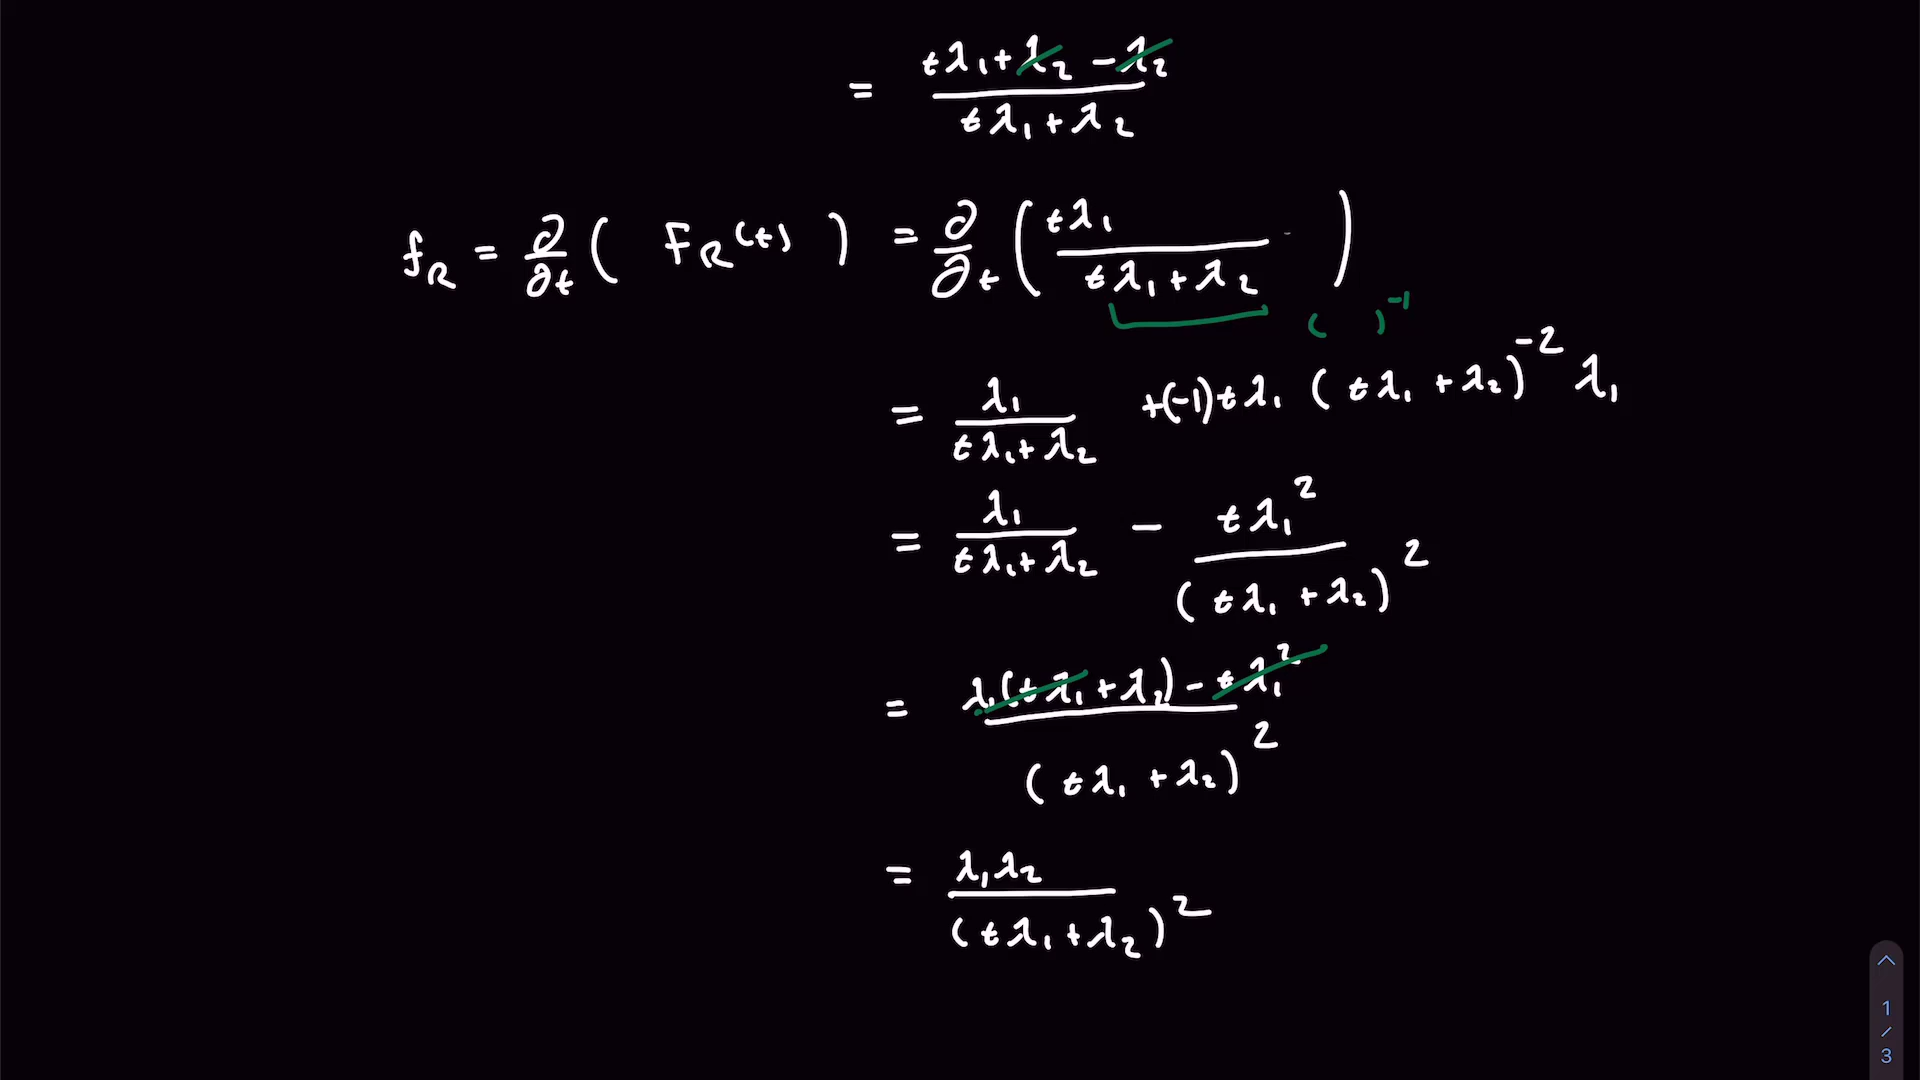 = (tλ₁ + λ₂ - λ₂) / (tλ₁ + λ₂)
f_R = ∂/∂t ( F_R(t) ) = ∂/∂t ( tλ₁ / (tλ₁ + λ₂) )
( )⁻¹
= λ₁ / (tλ₁ + λ₂) + (-1)tλ₁ (tλ₁ + λ₂)⁻² λ₁
= λ₁ / (tλ₁ + λ₂) - tλ₁² / (tλ₁ + λ₂)²
= (λ₁(tλ₁ + λ₂) - tλ₁²) / (tλ₁ + λ₂)²
= λ₁λ₂ / (tλ₁ + λ₂)²
1
/
3